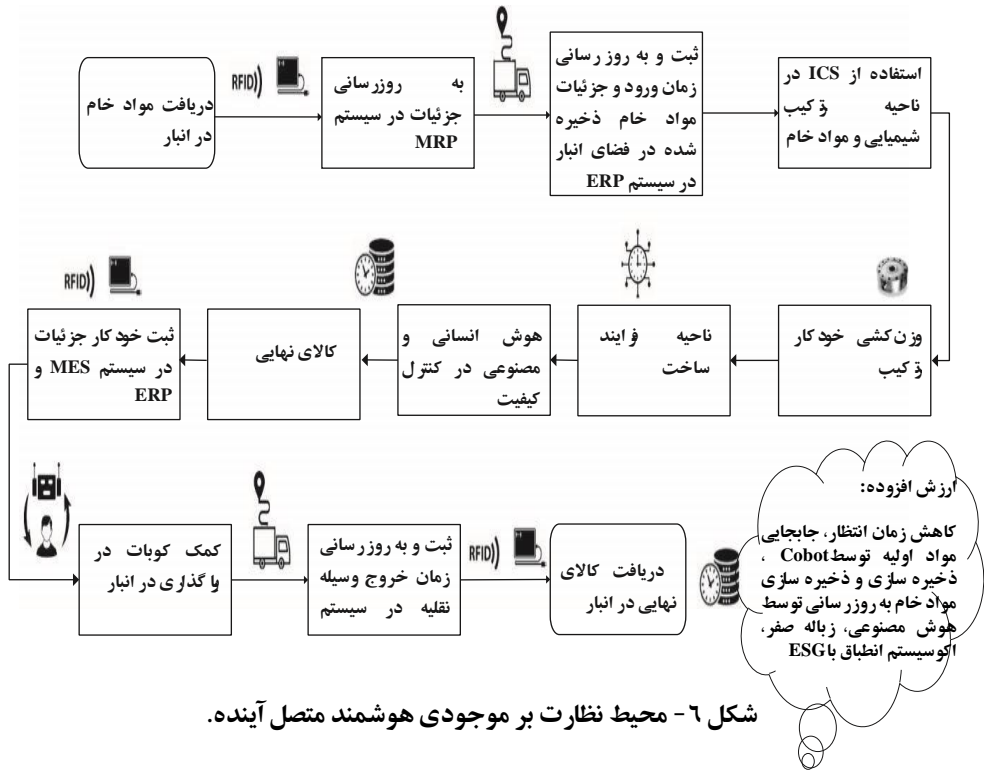 دریافت مواد خام
در انبار
RFID))
به روزرسانی
جزئیات در سیستم
MRP
ثبت و به روز رسانی
زمان ورود و جزئیات
مواد خام ذخیره
شده در فضای انبار
در سیستم ERP
استفاده از ICS در
ناحیه ترکیب
شیمیایی و مواد خام
وزن کشی خودکار
ترکیب
ناحیه فرایند
ساخت
هوش انسانی و
مصنوعی در کنترل
کیفیت
کالای نهایی
RFID))
ثبت خودکار جزئیات
در سیستم MES و
ERP
کمک کوبات در
واگذاری در انبار
ثبت و به روزرسانی
زمان خروج وسیله
نقلیه در سیستم
RFID))
دریافت کالای
نهایی در انبار
ارزش افزوده:
کاهش زمان انتظار، جابجایی
مواد اولیه توسط Cobot ،
ذخیره سازی و ذخیره سازی
مواد خام به روزرسانی توسط
هوش مصنوعی، زباله صفر،
اکوسیستم انطباق با ESG
شکل ٦- محیط نظارت بر موجودی هوشمند متصل آینده.